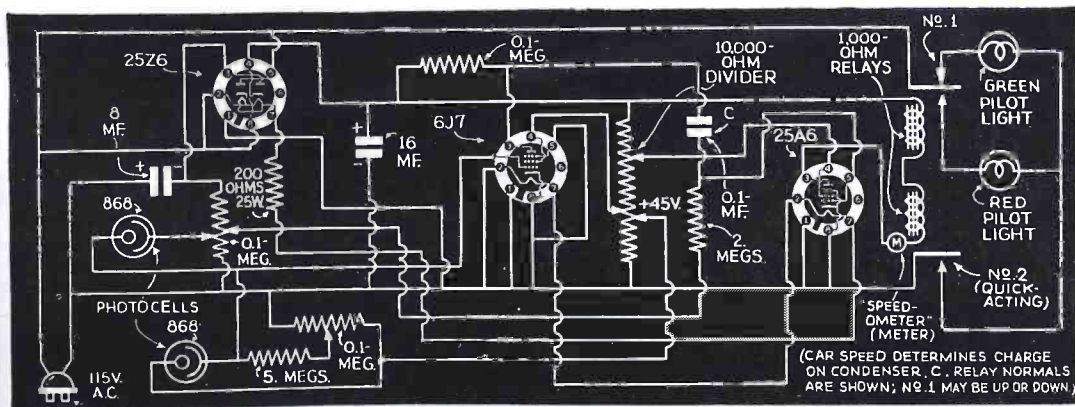 25Z6
8
MF.
+
-
868
PHOTOCELLS
868
115V.
A.C.
200
OHMS
25W.
0.1-
MEG.
0.1-
MEG.
5. MEGS.
0.1-
MEG.
+
-
16
MF.
6J7
10,000-
OHM
DIVIDER
+45V.
C
0.1-
MF.
2.
MEGS.
25A6
1,000-
OHM
RELAYS
M
"SPEED-
OMETER"
(METER)
Nº.1
GREEN
PILOT
LIGHT
RED
PILOT
LIGHT
Nº.2
(QUICK-
ACTING)
(CAR SPEED DETERMINES CHARGE
ON CONDENSER, C. RELAY NORMALS
ARE SHOWN; Nº.1 MAY BE UP OR DOWN.)